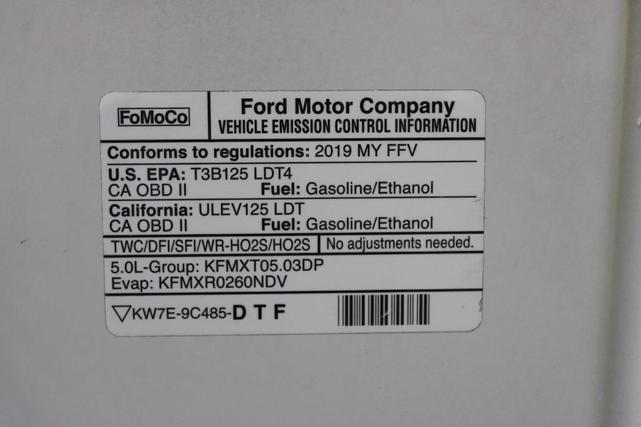 FoMoCo
Ford Motor Company
VEHICLE EMISSION CONTROL INFORMATION
Conforms to regulations: 2019 MY FFV
U.S. EPA: T3B125 LDT4
CA OBD II Fuel: Gasoline/Ethanol
California: ULEV125 LDT
CA OBD II Fuel: Gasoline/Ethanol
TWC/DFI/SFI/WR-HO2S/HO2S No adjustments needed.
5.0L-Group: KFMXT05.03DP
Evap: KFMXR0260NDV
▽KW7E-9C485-D T F